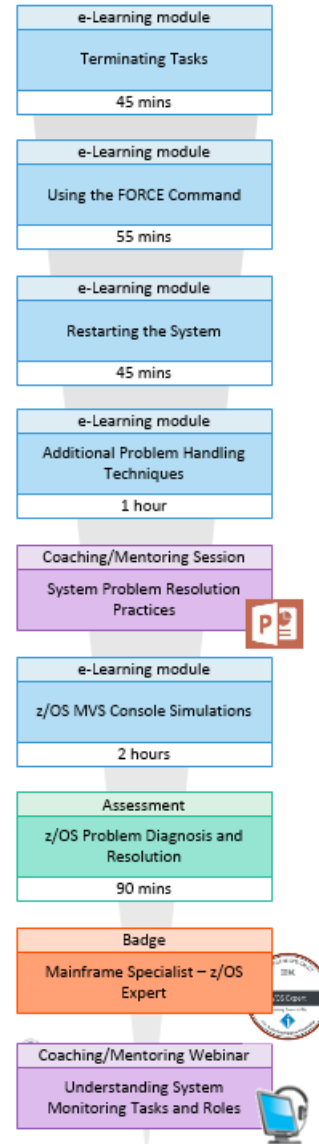 e-Learning module
Terminating Tasks
45 mins
e-Learning module
Using the FORCE Command
55 mins
e-Learning module
Restarting the System
45 mins
e-Learning module
Additional Problem Handling
Techniques
1 hour
Coaching/Mentoring Session
System Problem Resolution
Practices
P
e-Learning module
z/OS MVS Console Simulations
2 hours
Assessment
z/OS Problem Diagnosis and
Resolution
90 mins
Badge
Mainframe Specialist – z/OS
Expert
/OS Expert
Coaching/Mentoring Webinar
Understanding System
Monitoring Tasks and Roles